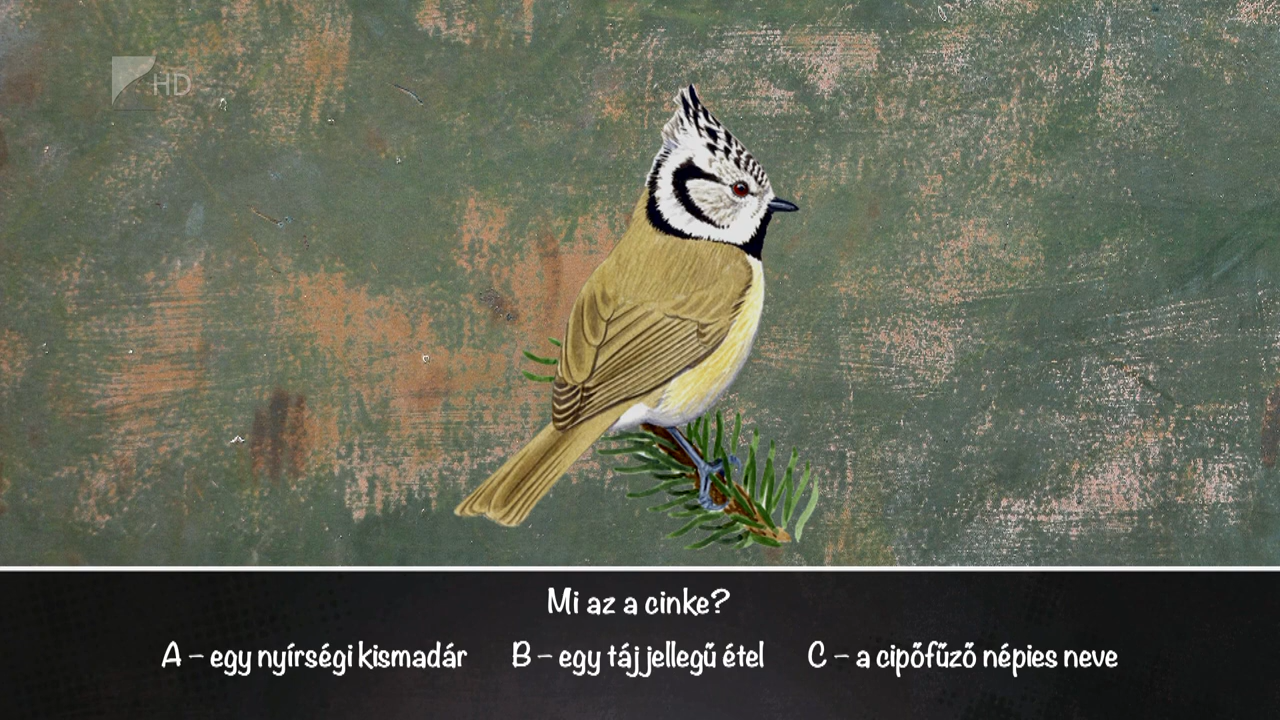 HD
Mi az a cinke?
A – egy nyírségi kismadár B – egy táj jellegű étel C – a cipőfűző népies neve